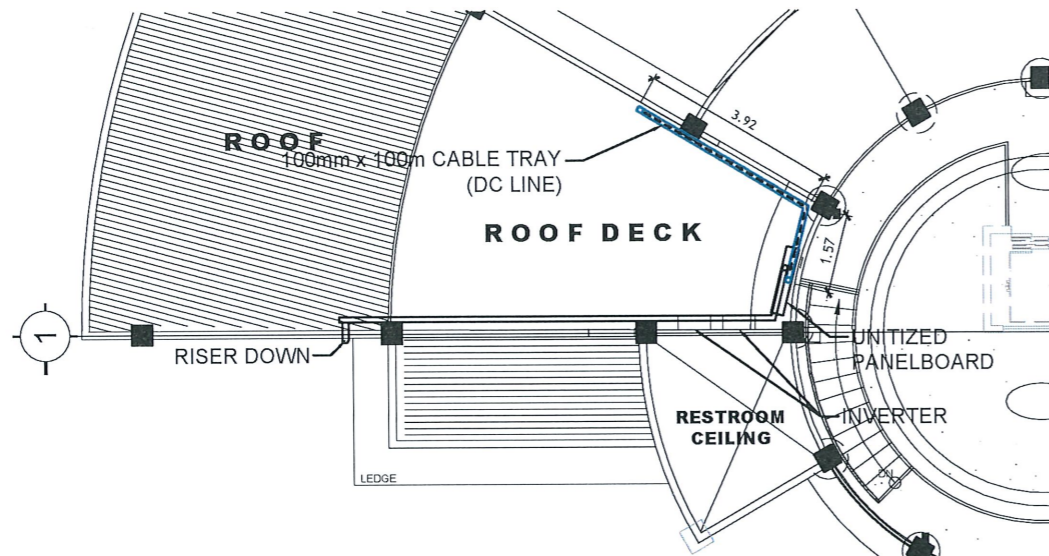 3.92
ROOF
100mm x 100m CABLE TRAY
(DC LINE)
ROOF DECK
1.57
1
RISER DOWN
UNITIZED
PANELBOARD
RESTROOM
CEILING
INVERTER
LEDGE
DN